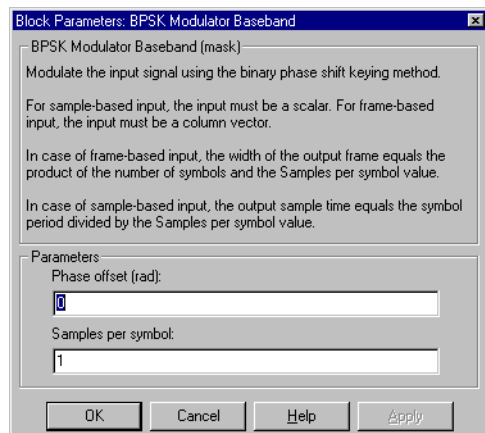 Block Parameters: BPSK Modulator Baseband
BPSK Modulator Baseband (mask)
Modulate the input signal using the binary phase shift keying method.
For sample-based input, the input must be a scalar. For frame-based
input, the input must be a column vector.
In case of frame-based input, the width of the output frame equals the
product of the number of symbols and the Samples per symbol value.
In case of sample-based input, the output sample time equals the symbol
period divided by the Samples per symbol value.
Parameters
Phase offset (rad):
0
Samples per symbol:
1
OK Cancel Help Apply